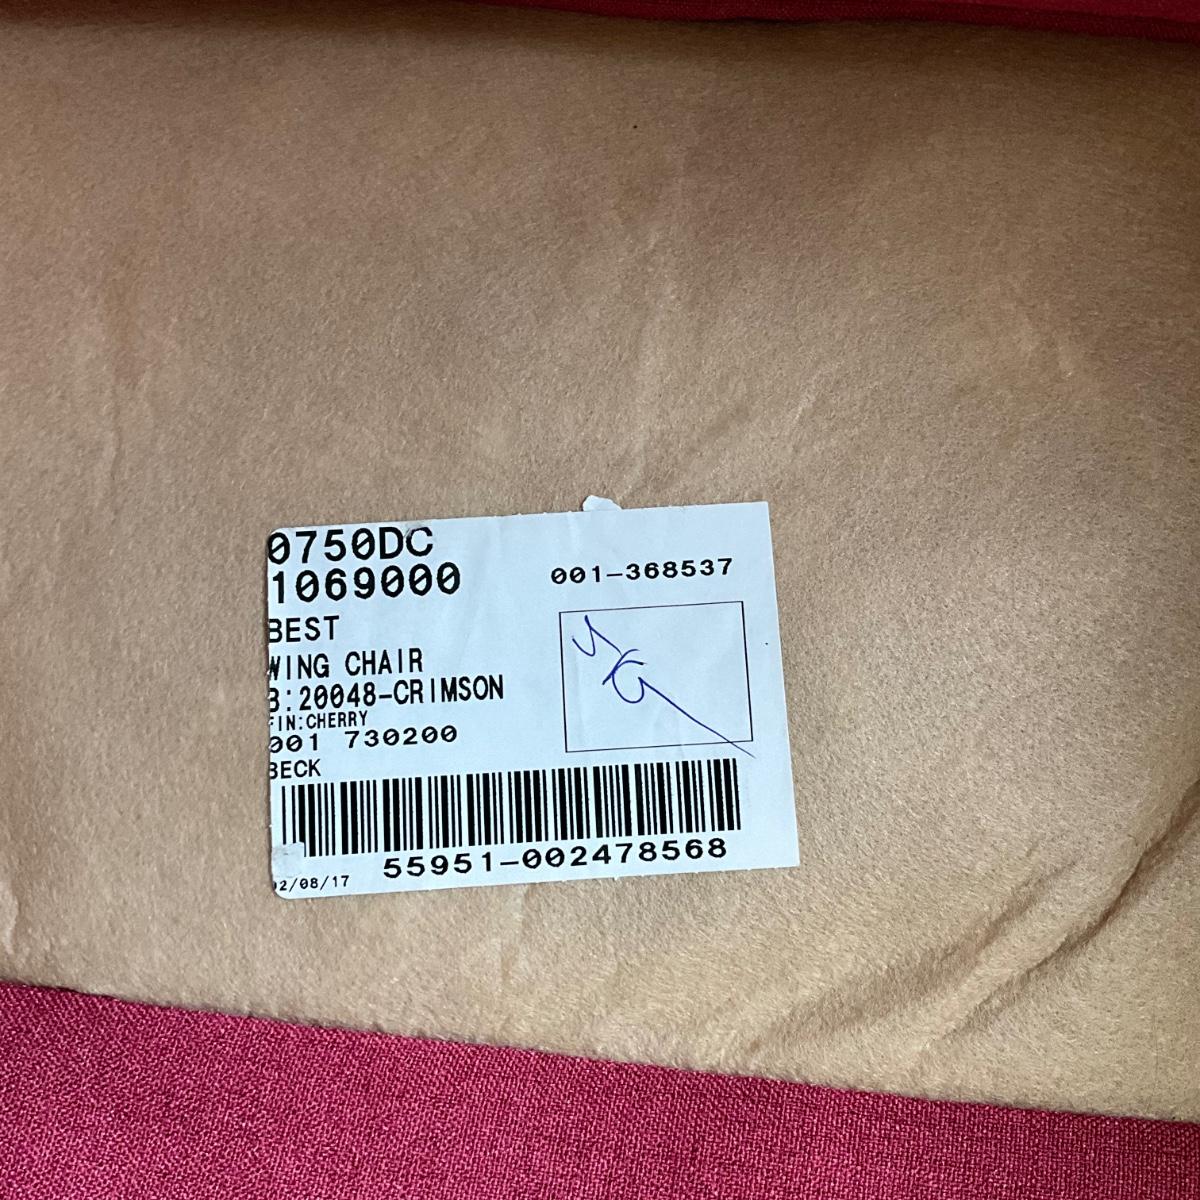 0750DC
1069000
001-368537
BEST
WING CHAIR
B:20048-CRIMSON
FIN:CHERRY
001 730200
BECK
55951-002478568
02/08/17